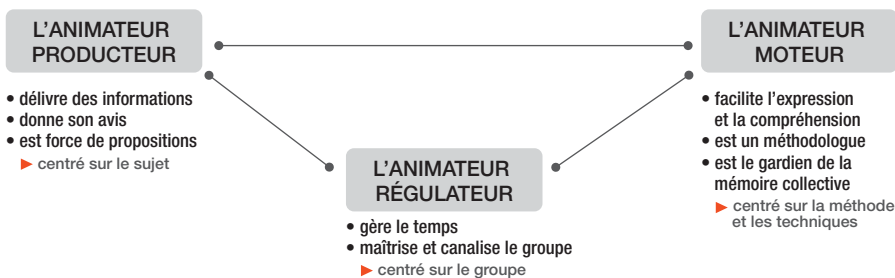 L’ANIMATEUR
PRODUCTEUR
• délivre des informations
• donne son avis
• est force de propositions
► centré sur le sujet
L’ANIMATEUR
RÉGULATEUR
• gère le temps
• maîtrise et canalise le groupe
► centré sur le groupe
L’ANIMATEUR
MOTEUR
• facilite l’expression
et la compréhension
• est un méthodologue
• est le gardien de la
mémoire collective
► centré sur la méthode
et les techniques